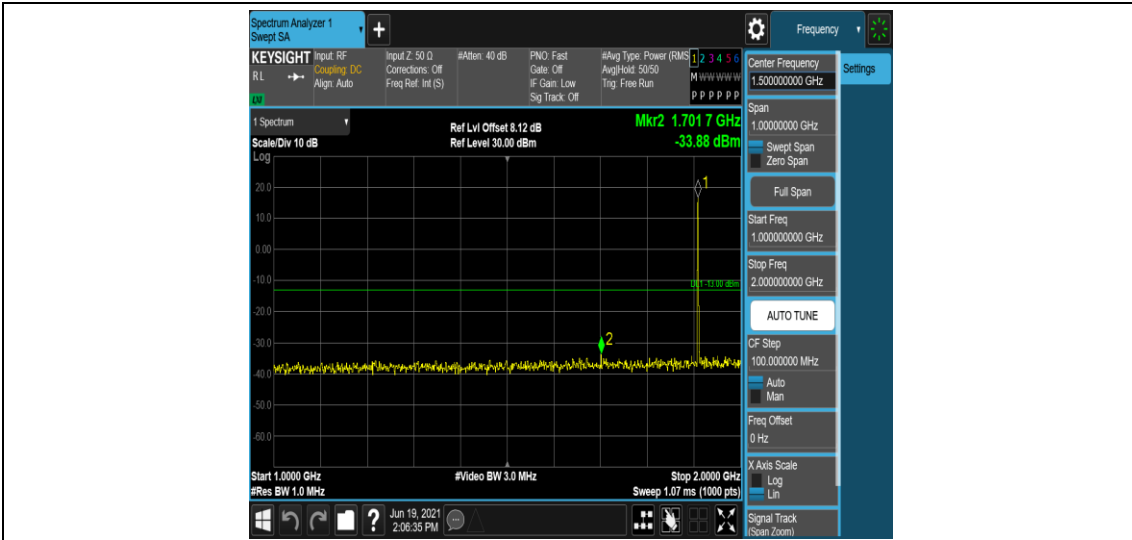 Spectrum Analyzer 1
Swept SA
+
Frequency
KEYSIGHT
RL
LXI
Input: RF
Coupling: DC
Align: Auto
Input Z: 50 Ω
Corrections: Off
Freq Ref: Int (S)
#Atten: 40 dB
PNO: Fast
Gate: Off
IF Gain: Low
Sig Track: Off
#Avg Type: Power (RMS
Avg|Hold: 50/50
Trig: Free Run
1 2 3 4 5 6
M W W W W W
P P P P P P
1 Spectrum
Scale/Div 10 dB
Log
Ref Lvl Offset 8.12 dB
Ref Level 30.00 dBm
Mkr2 1.701 7 GHz
-33.88 dBm
20.0
10.0
0.00
-10.0
-20.0
-30.0
-40.0
-50.0
-60.0
1
DL1 -13.00 dBm
2
Start 1.0000 GHz
#Res BW 1.0 MHz
#Video BW 3.0 MHz
Stop 2.0000 GHz
Sweep 1.07 ms (1000 pts)
?
Jun 19, 2021
2:06:35 PM
Center Frequency
1.500000000 GHz
Settings
Span
1.00000000 GHz
Swept Span
Zero Span
Full Span
Start Freq
1.000000000 GHz
Stop Freq
2.000000000 GHz
AUTO TUNE
CF Step
100.000000 MHz
Auto
Man
Freq Offset
0 Hz
X Axis Scale
Log
Lin
Signal Track
(Span Zoom)